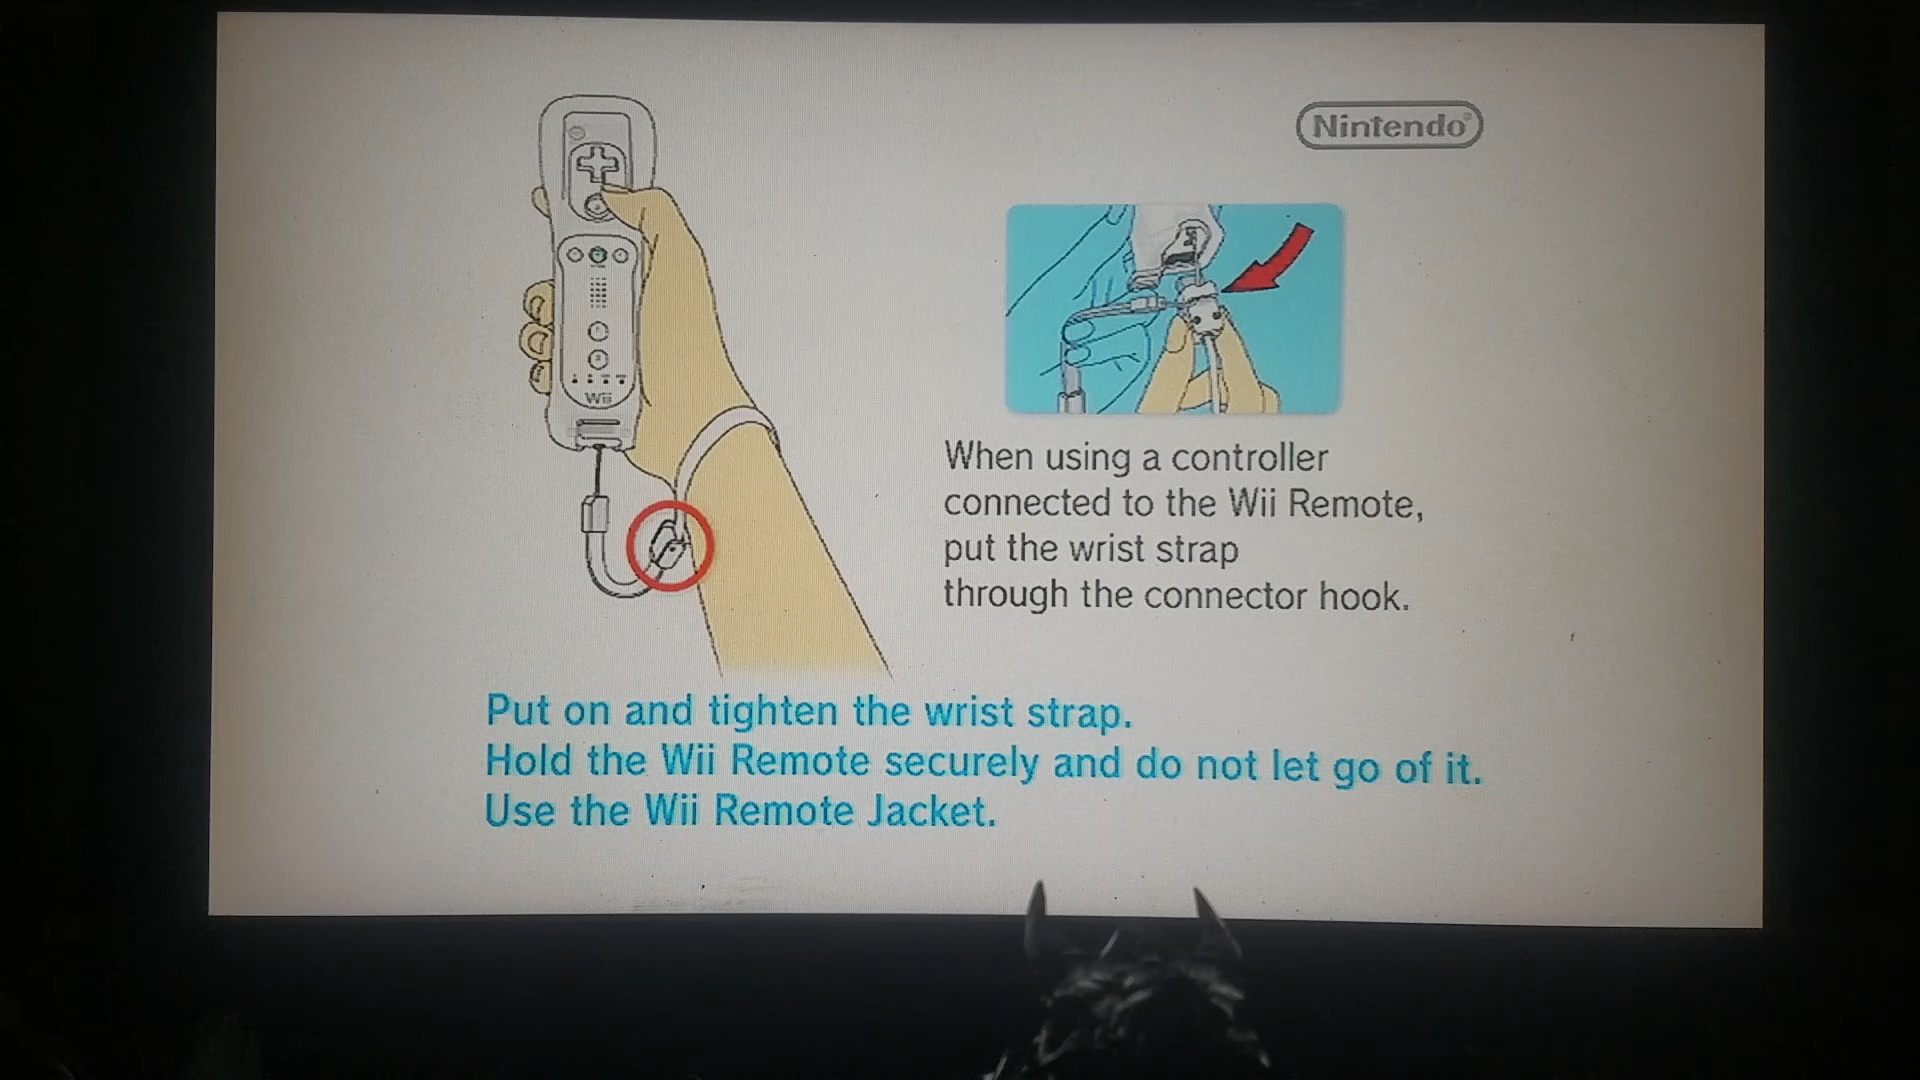 Nintendo®
Wii
When using a controller
connected to the Wii Remote,
put the wrist strap
through the connector hook.
Put on and tighten the wrist strap.
Hold the Wii Remote securely and do not let go of it.
Use the Wii Remote Jacket.